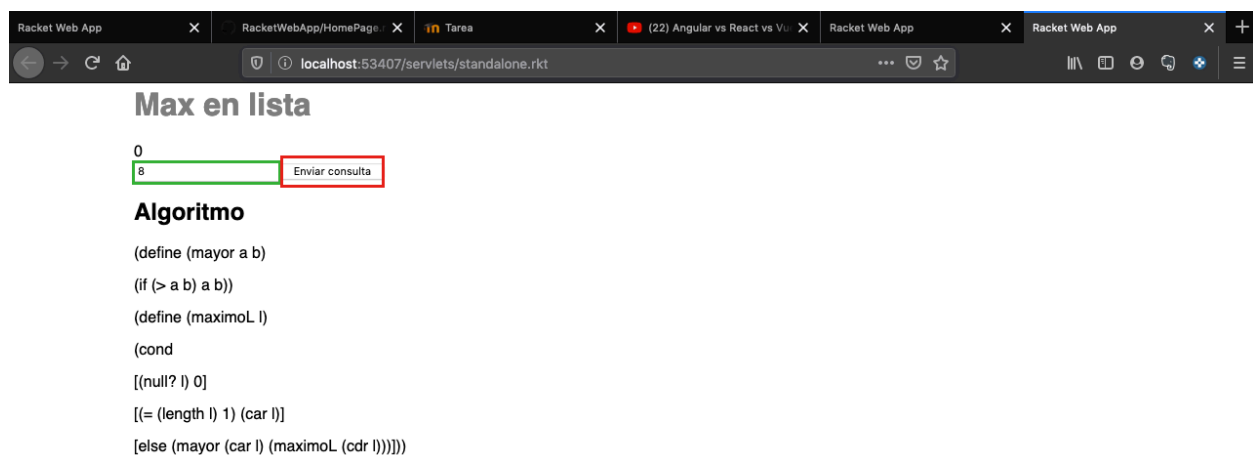 Racket Web App
RacketWebApp/HomePage.r
Tarea
(22) Angular vs React vs Vu
Racket Web App
Racket Web App
localhost:53407/servlets/standalone.rkt
Max en lista
0
8
Enviar consulta
Algoritmo
(define (mayor a b)
(if (> a b) a b))
(define (maximoL l)
(cond
[(null? l) 0]
[(= (length l) 1) (car l)]
[else (mayor (car l) (maximoL (cdr l)))]))